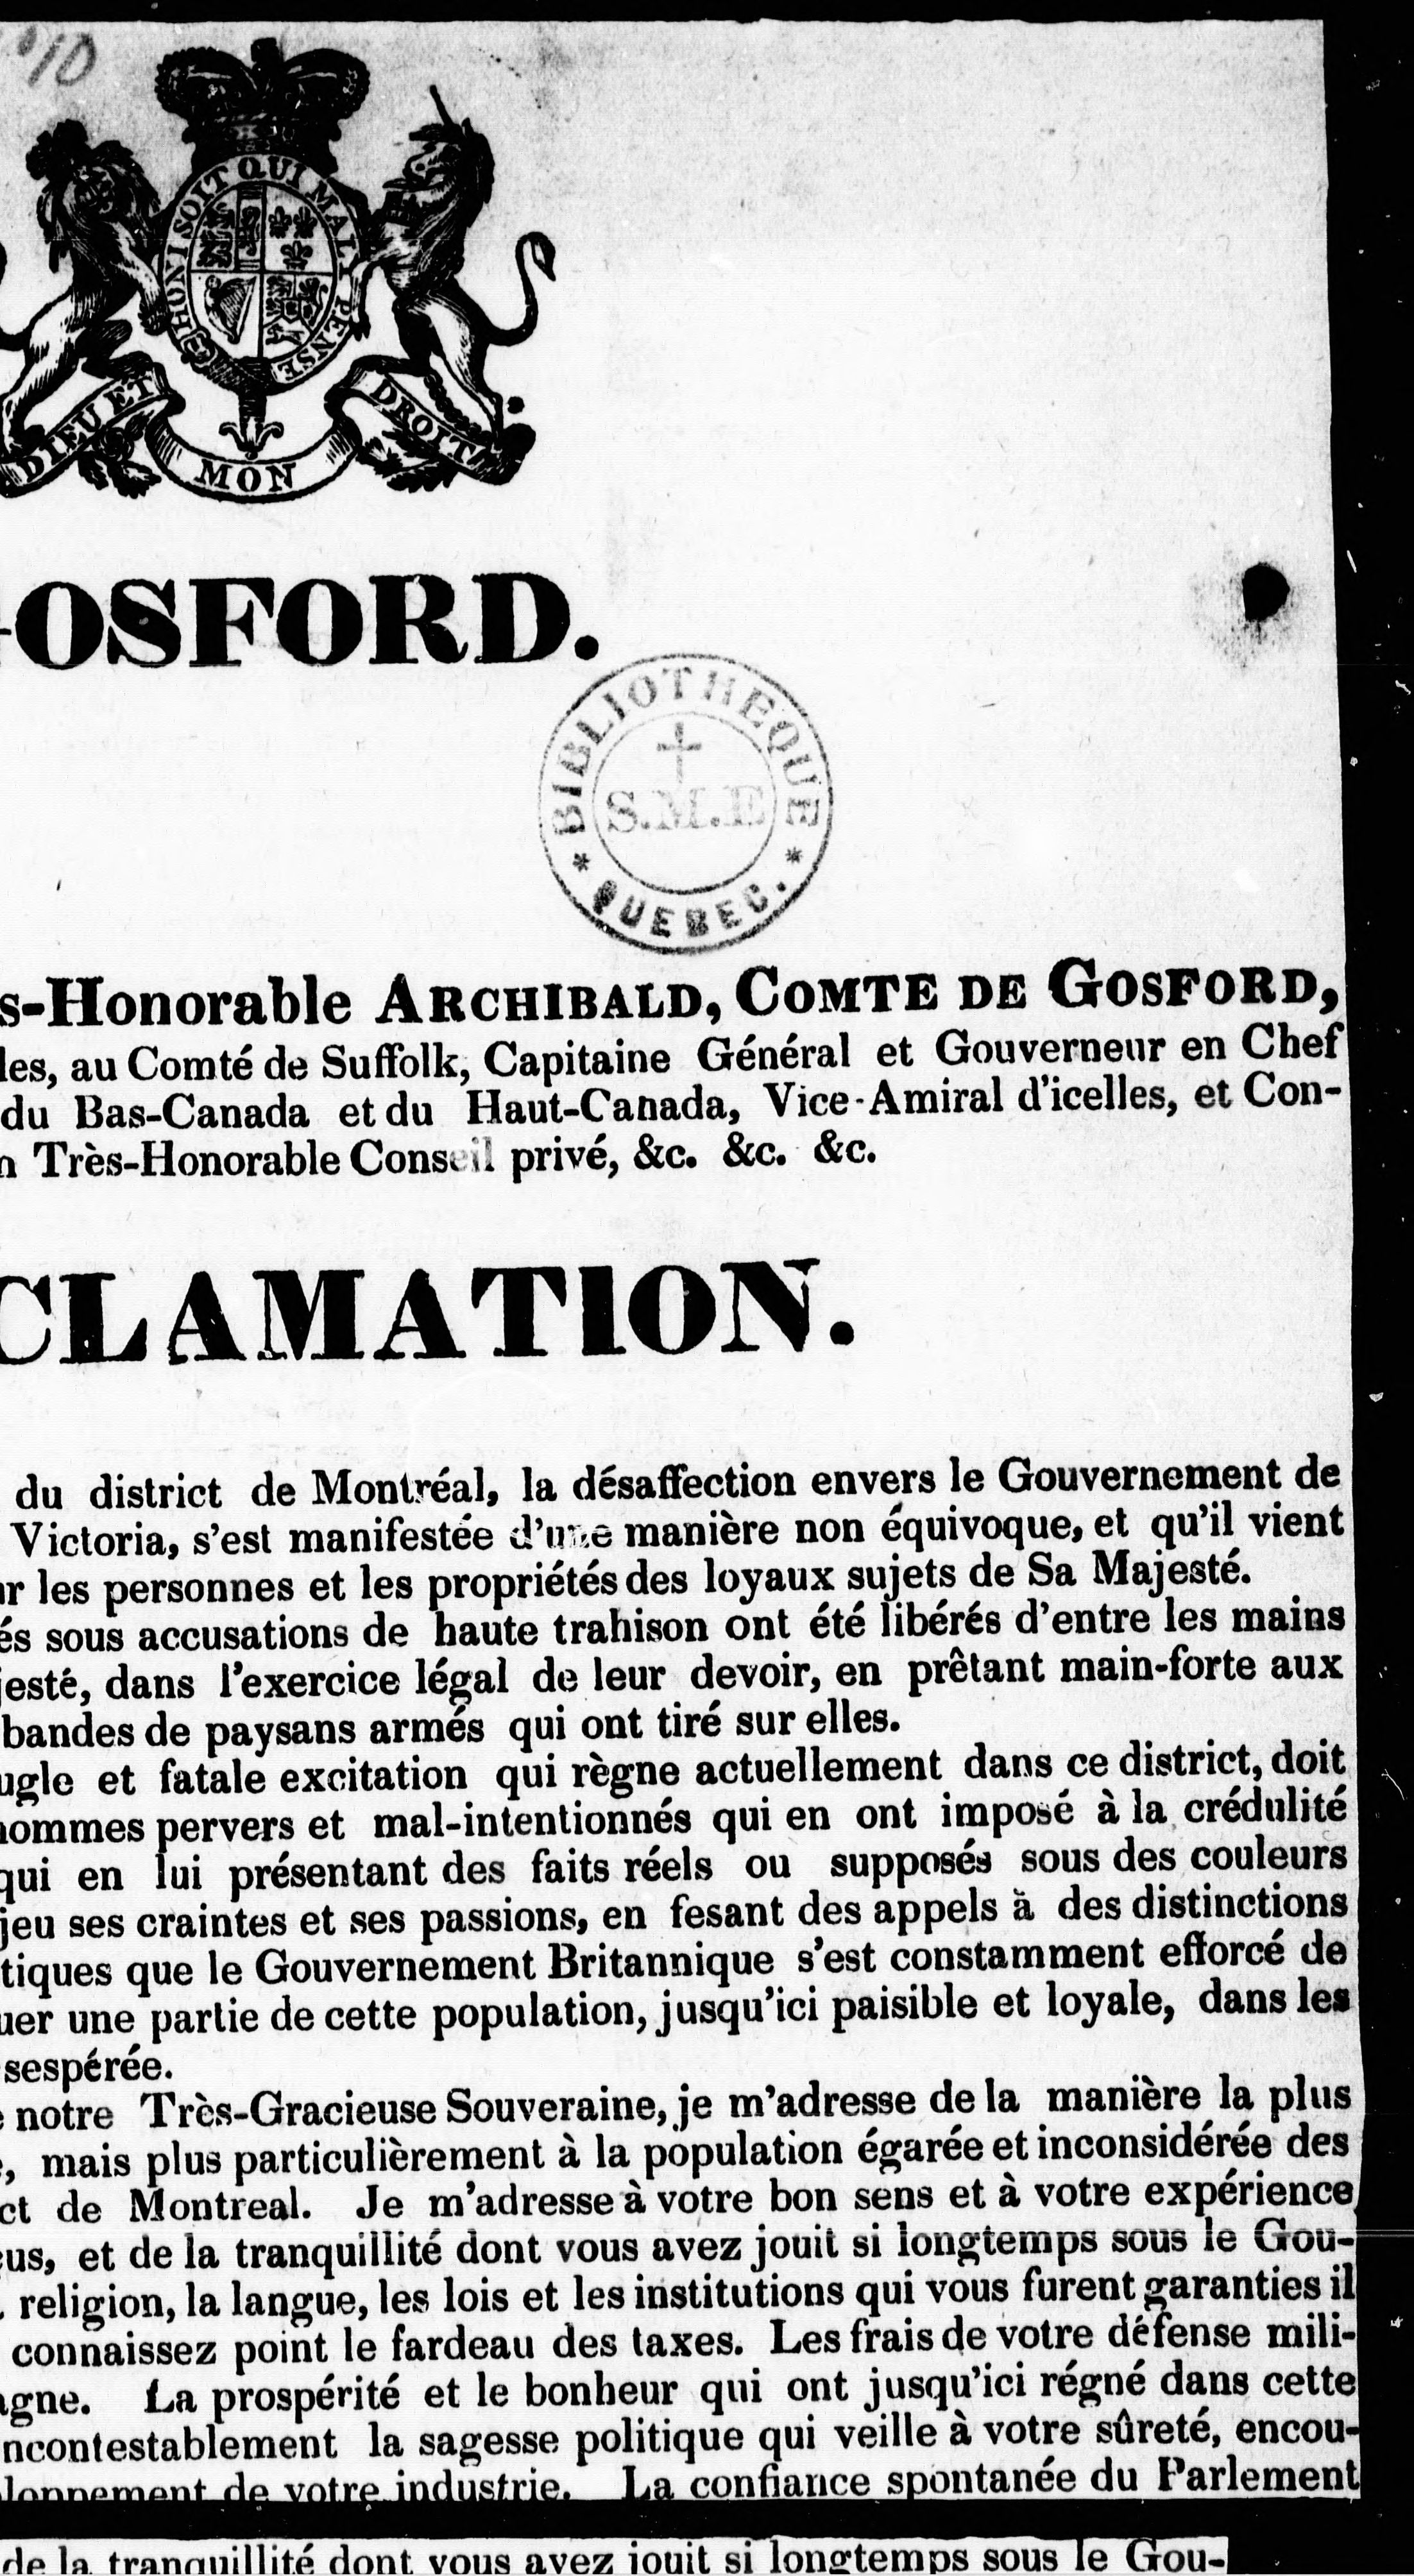 HONI SOIT QUI MAL Y PENSE
DIEU ET MON DROIT
OSFORD.
BIBLIOTHEQUE
S.M.E
* QUEBEC. *
s-Honorable ARCHIBALD, COMTE DE GOSFORD,
les, au Comté de Suffolk, Capitaine Général et Gouverneur en Chef
du Bas-Canada et du Haut-Canada, Vice-Amiral d'icelles, et Con-
n Très-Honorable Conseil privé, &c. &c. &c.
CLAMATION.
du district de Montréal, la désaffection envers le Gouvernement de
Victoria, s'est manifestée d'une manière non équivoque, et qu'il vient
ur les personnes et les propriétés des loyaux sujets de Sa Majesté.
és sous accusations de haute trahison ont été libérés d'entre les mains
jesté, dans l'exercice légal de leur devoir, en prêtant main-forte aux
bandes de paysans armés qui ont tiré sur elles.
ugle et fatale excitation qui règne actuellement dans ce district, doit
hommes pervers et mal-intentionnés qui en ont imposé à la crédulité
qui en lui présentant des faits réels ou supposés sous des couleurs
jeu ses craintes et ses passions, en fesant des appels à des distinctions
tiques que le Gouvernement Britannique s'est constamment efforcé de
uer une partie de cette population, jusqu'ici paisible et loyale, dans les
sespérée.
e notre Très-Gracieuse Souveraine, je m'adresse de la manière la plus
, mais plus particulièrement à la population égarée et inconsidérée des
ct de Montreal. Je m'adresse à votre bon sens et à votre expérience
us, et de la tranquillité dont vous avez jouit si longtemps sous le Gou-
religion, la langue, les lois et les institutions qui vous furent garanties il
connaissez point le fardeau des taxes. Les frais de votre défense mili-
agne. La prospérité et le bonheur qui ont jusqu'ici régné dans cette
ncontestablement la sagesse politique qui veille à votre sûreté, encou-
loppement de votre industrie. La confiance spontanée du Parlement
de la tranquillité dont vous avez jouit si longtemps sous le Gou-